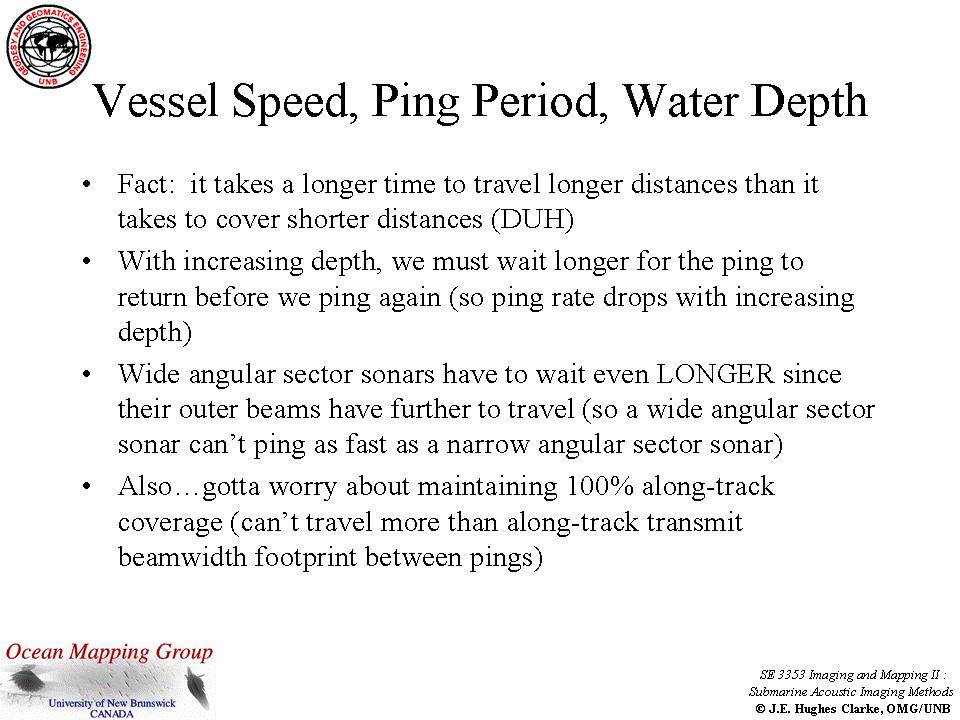 GEODESY AND GEOMATICS ENGINEERING
UNB
Vessel Speed, Ping Period, Water Depth
• Fact:  it takes a longer time to travel longer distances than it
takes to cover shorter distances (DUH)
• With increasing depth, we must wait longer for the ping to
return before we ping again (so ping rate drops with increasing
depth)
• Wide angular sector sonars have to wait even LONGER since
their outer beams have further to travel (so a wide angular sector
sonar can’t ping as fast as a narrow angular sector sonar)
• Also…gotta worry about maintaining 100% along-track
coverage (can’t travel more than along-track transmit
beamwidth footprint between pings)
Ocean Mapping Group
University of New Brunswick
CANADA
SE 3353 Imaging and Mapping II :
Submarine Acoustic Imaging Methods
© J.E. Hughes Clarke, OMG/UNB